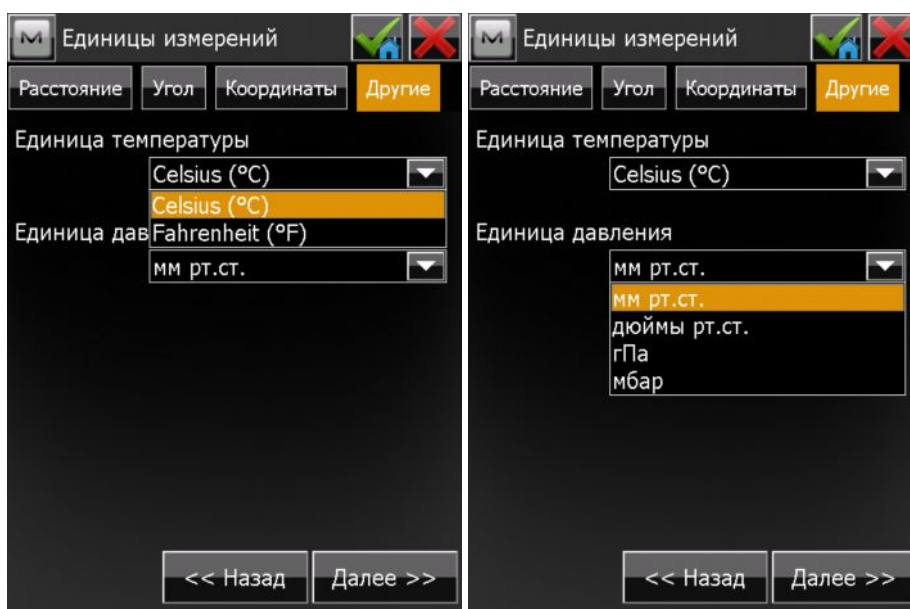 Единицы измерений
Расстояние Угол Координаты Другие
Единица температуры
Celsius (°C)
Celsius (°C)
Fahrenheit (°F)
Единица дав
мм рт.ст.
<< Назад Далее >>
Единицы измерений
Расстояние Угол Координаты Другие
Единица температуры
Celsius (°C)
Единица давления
мм рт.ст.
мм рт.ст.
дюймы рт.ст.
гПа
мбар
<< Назад Далее >>